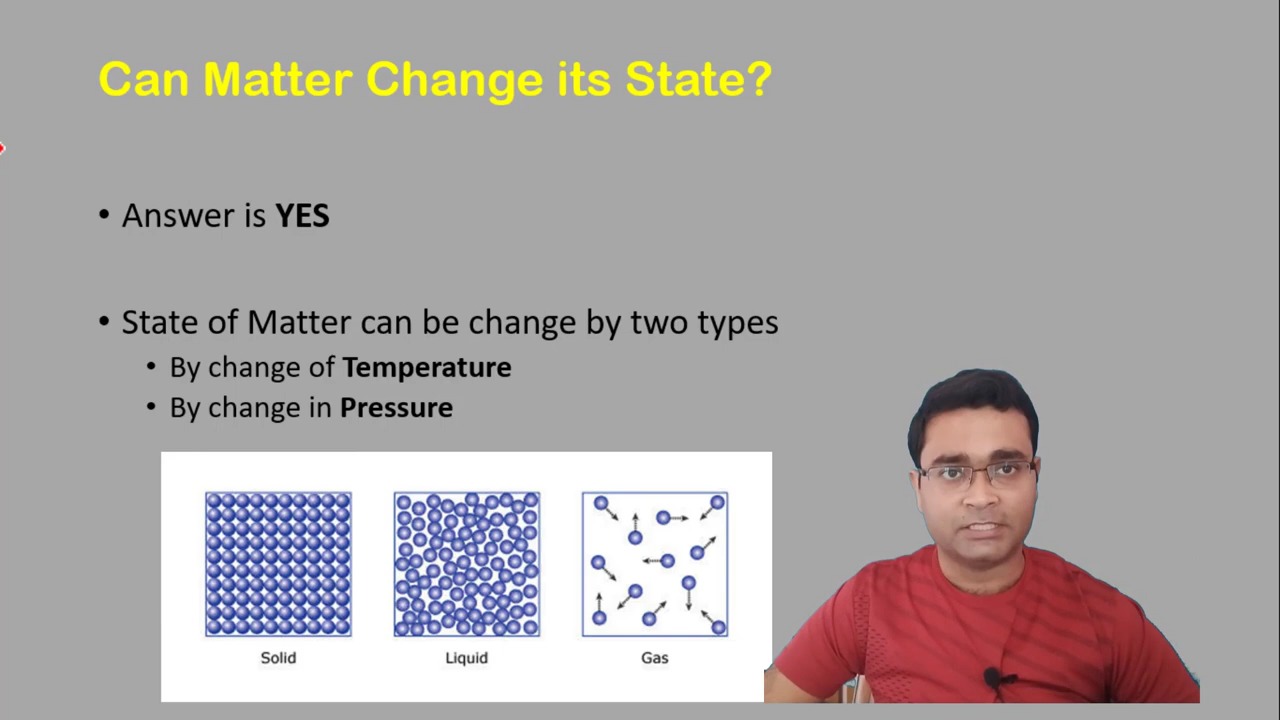 Can Matter Change its State?
• Answer is YES
• State of Matter can be change by two types
• By change of Temperature
• By change in Pressure
Solid Liquid Gas